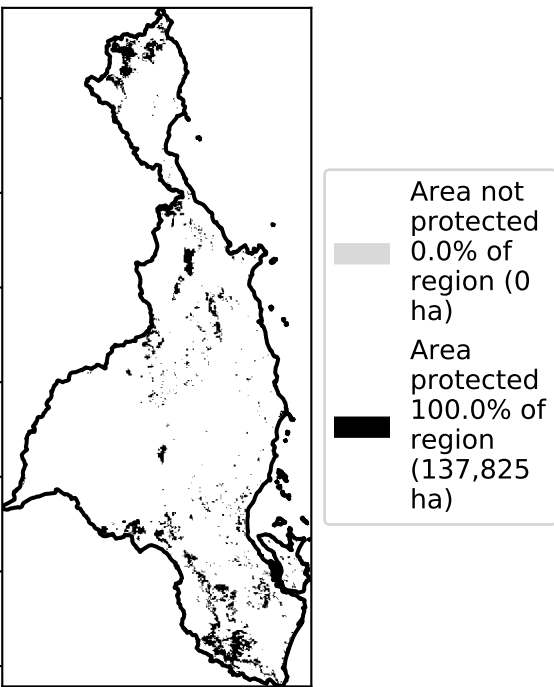 Area not
protected
0.0% of
region (0
ha)
Area
protected
100.0% of
region
(137,825
ha)